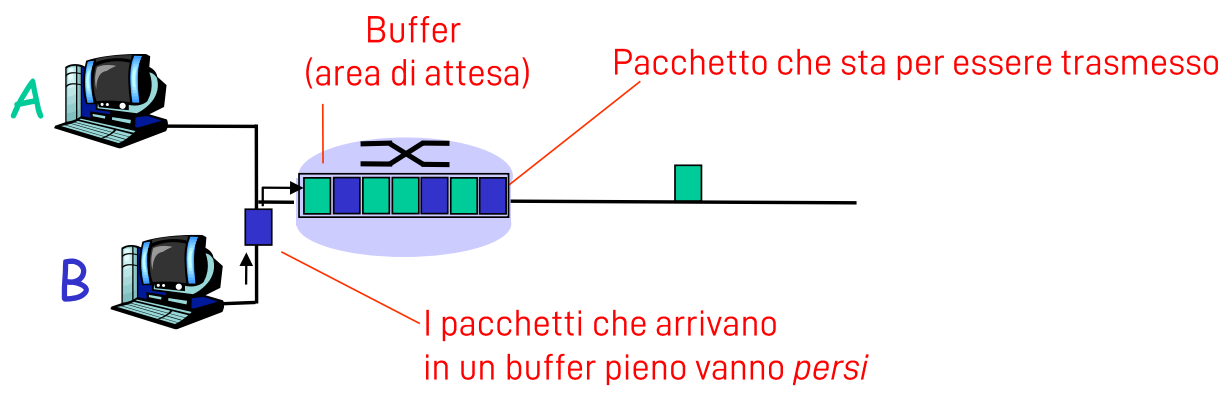 Buffer
(area di attesa)
Pacchetto che sta per essere trasmesso
A
B
I pacchetti che arrivano
in un buffer pieno vanno persi